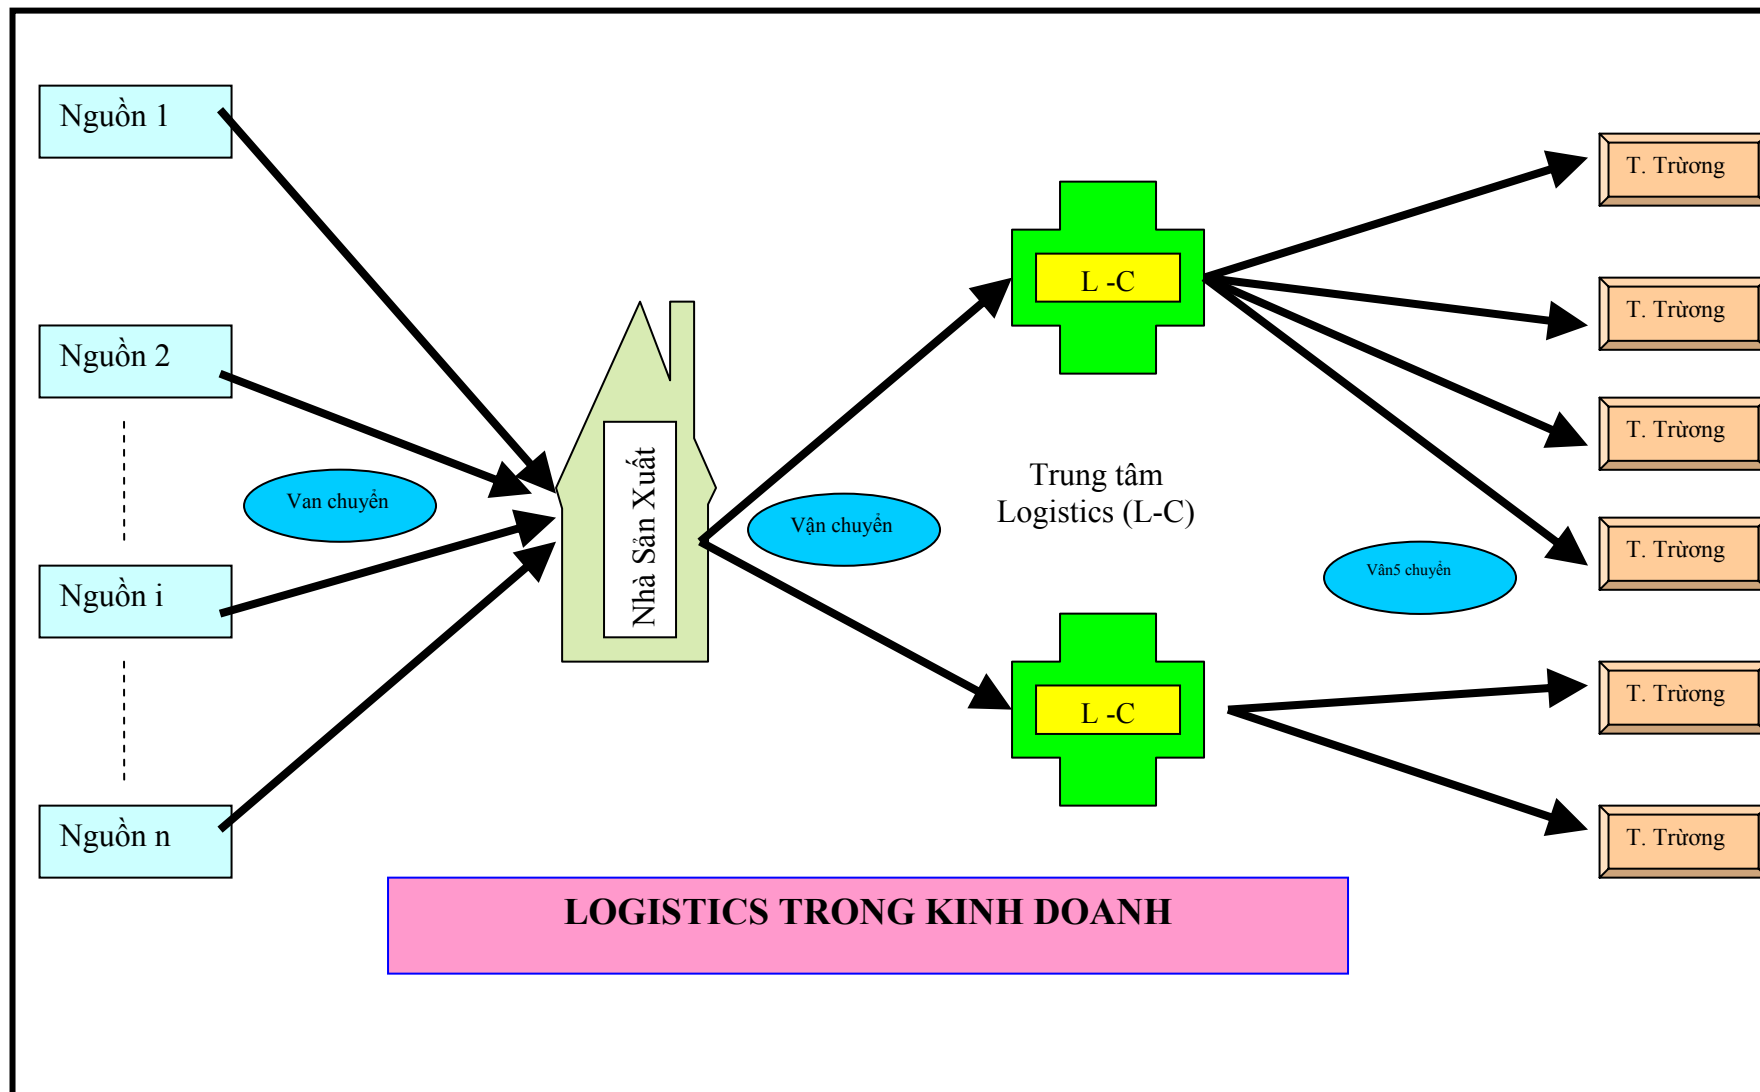 Nguồn 1
Nguồn 2
Nguồn i
Nguồn n
Van chuyển
Nhà Sản Xuất
Vận chuyển
L -C
Trung tâm
Logistics (L-C)
L -C
Vân5 chuyển
T. Trừơng
T. Trừơng
T. Trừơng
T. Trừơng
T. Trừơng
T. Trừơng
LOGISTICS TRONG KINH DOANH